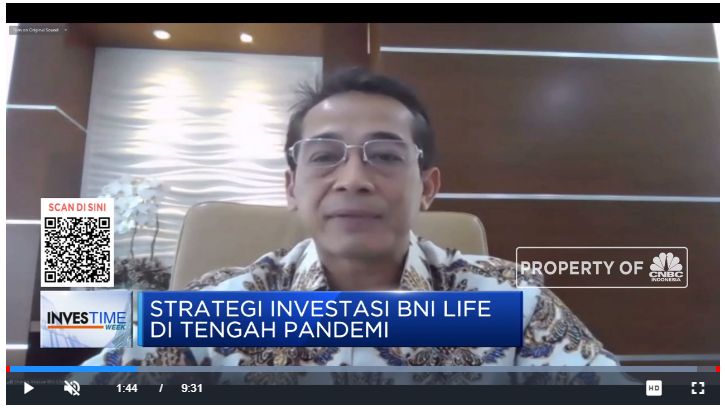 Turn on Original Sound
SCAN DI SINI
PROPERTY OF CNBC
INDONESIA
INVESTIME
WEEK
STRATEGI INVESTASI BNI LIFE
DI TENGAH PANDEMI
1:44 / 9:31
HD